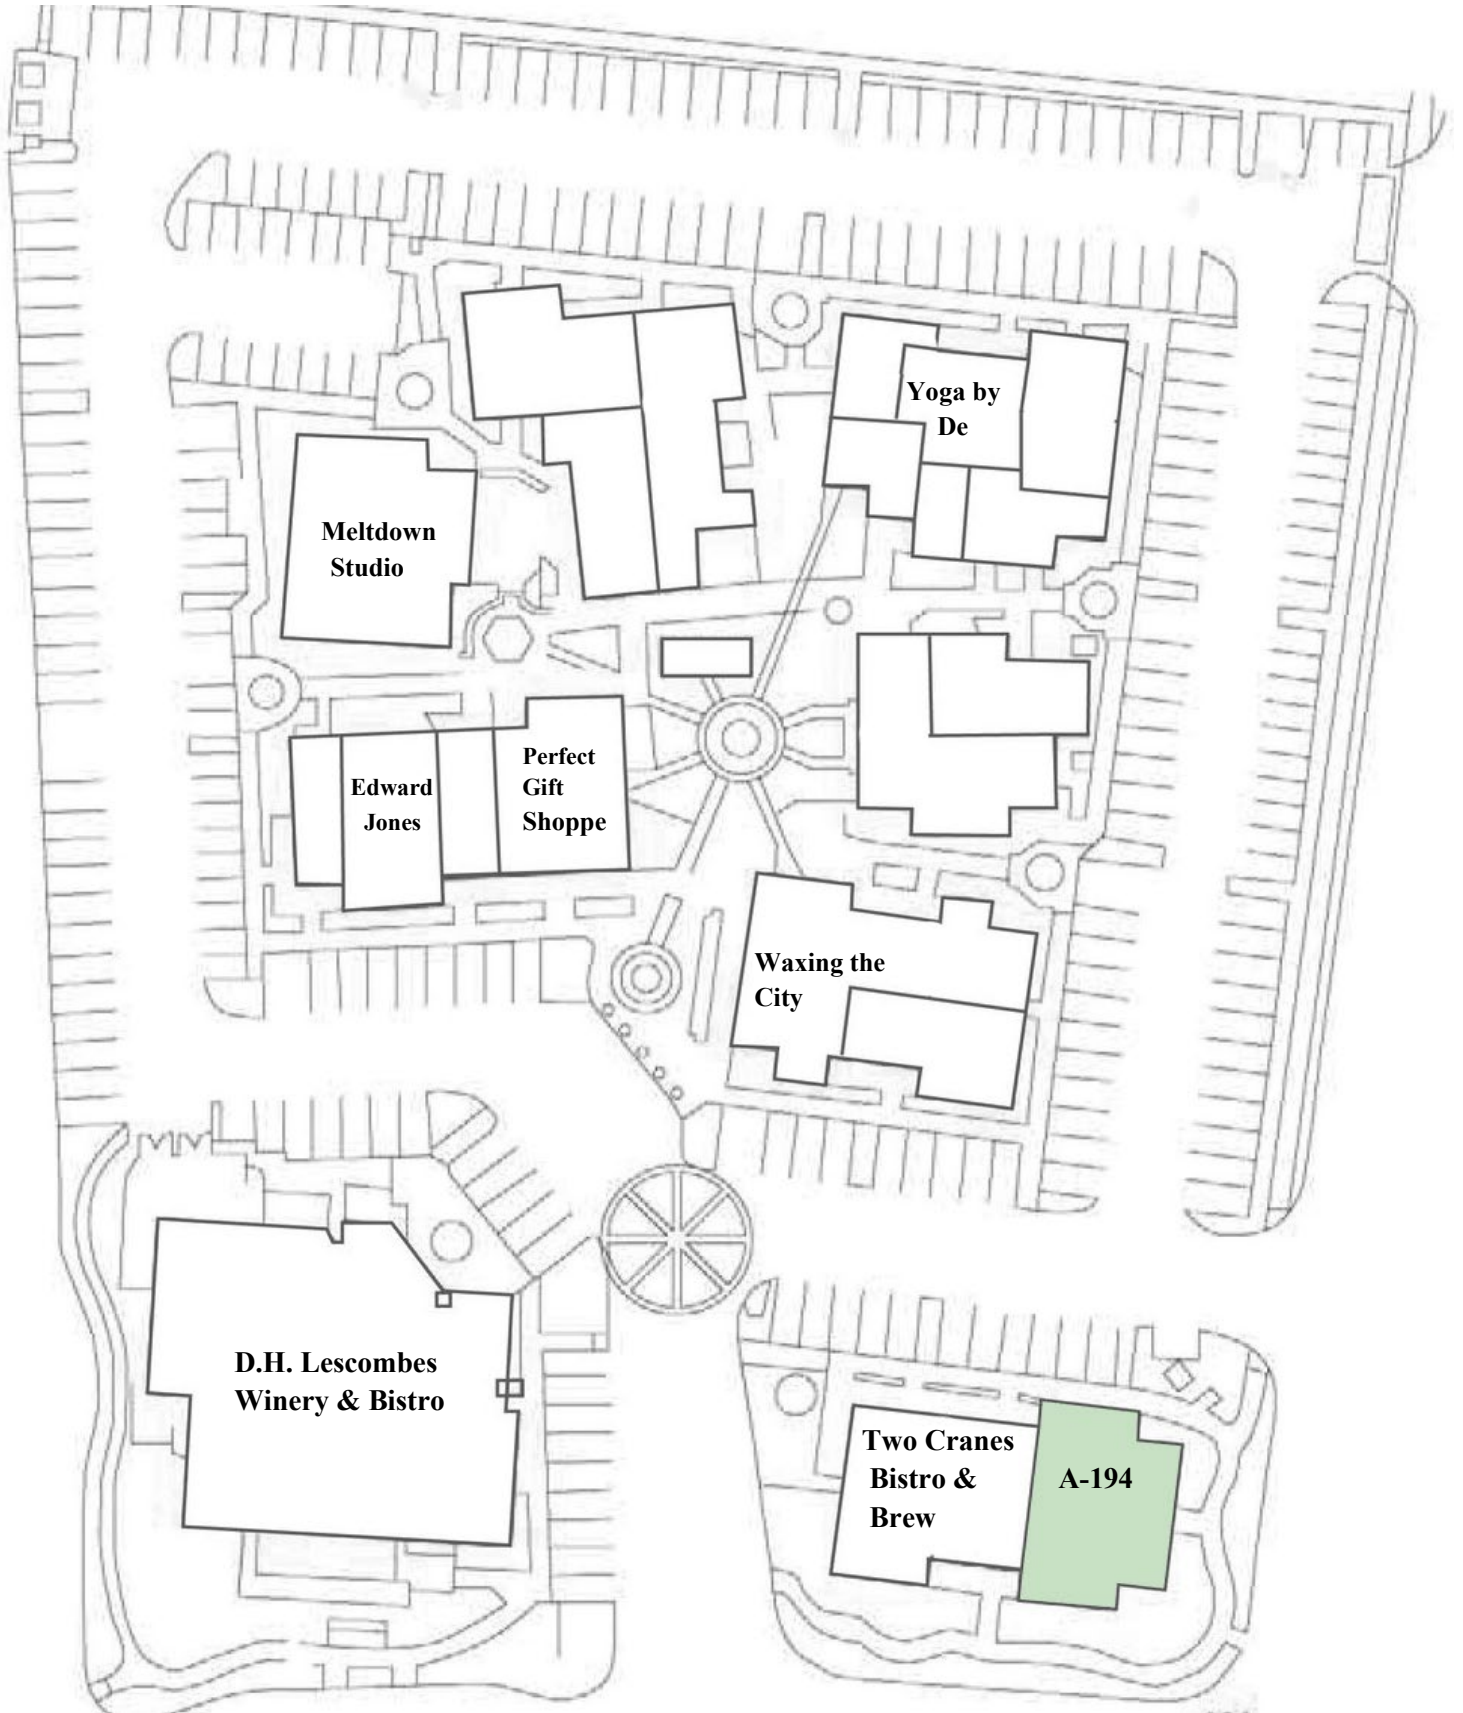 Yoga by
De
Meltdown
Studio
Perfect
Gift
Shoppe
Edward
Jones
Waxing the
City
D.H. Lescombes
Winery & Bistro
Two Cranes
Bistro &
Brew
A-194